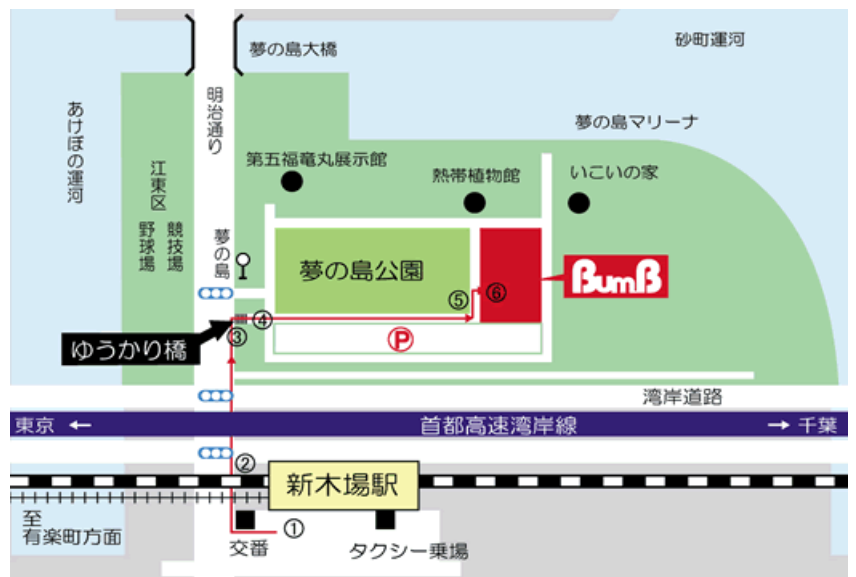 夢の島大橋
砂町運河
あけぼの運河
明治通り
夢の島マリーナ
江東区
野球場
競技場
第五福竜丸展示館
熱帯植物館
いこいの家
夢の島
夢の島公園
BumB
⑥
⑤
④
③
ゆうかり橋
P
湾岸道路
東京 ←
首都高速湾岸線
→ 千葉
②
新木場駅
至
有楽町方面
①
交番
タクシー乗場